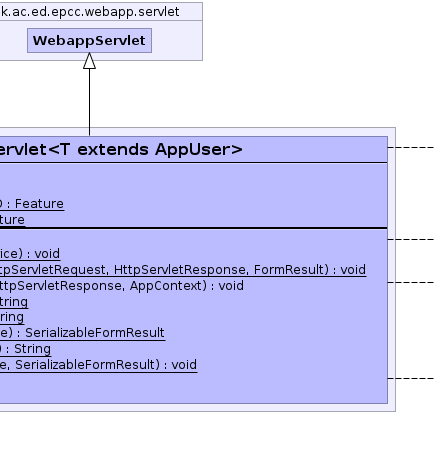 k.ac.ed.epcc.webapp.servlet
WebappServlet
ervlet<T extends AppUser>
: Feature
ture
ice) : void
tpServletRequest, HttpServletResponse, FormResult) : void
ttpServletResponse, AppContext) : void
tring
ring
e) : SerializableFormResult
) : String
e, SerializableFormResult) : void